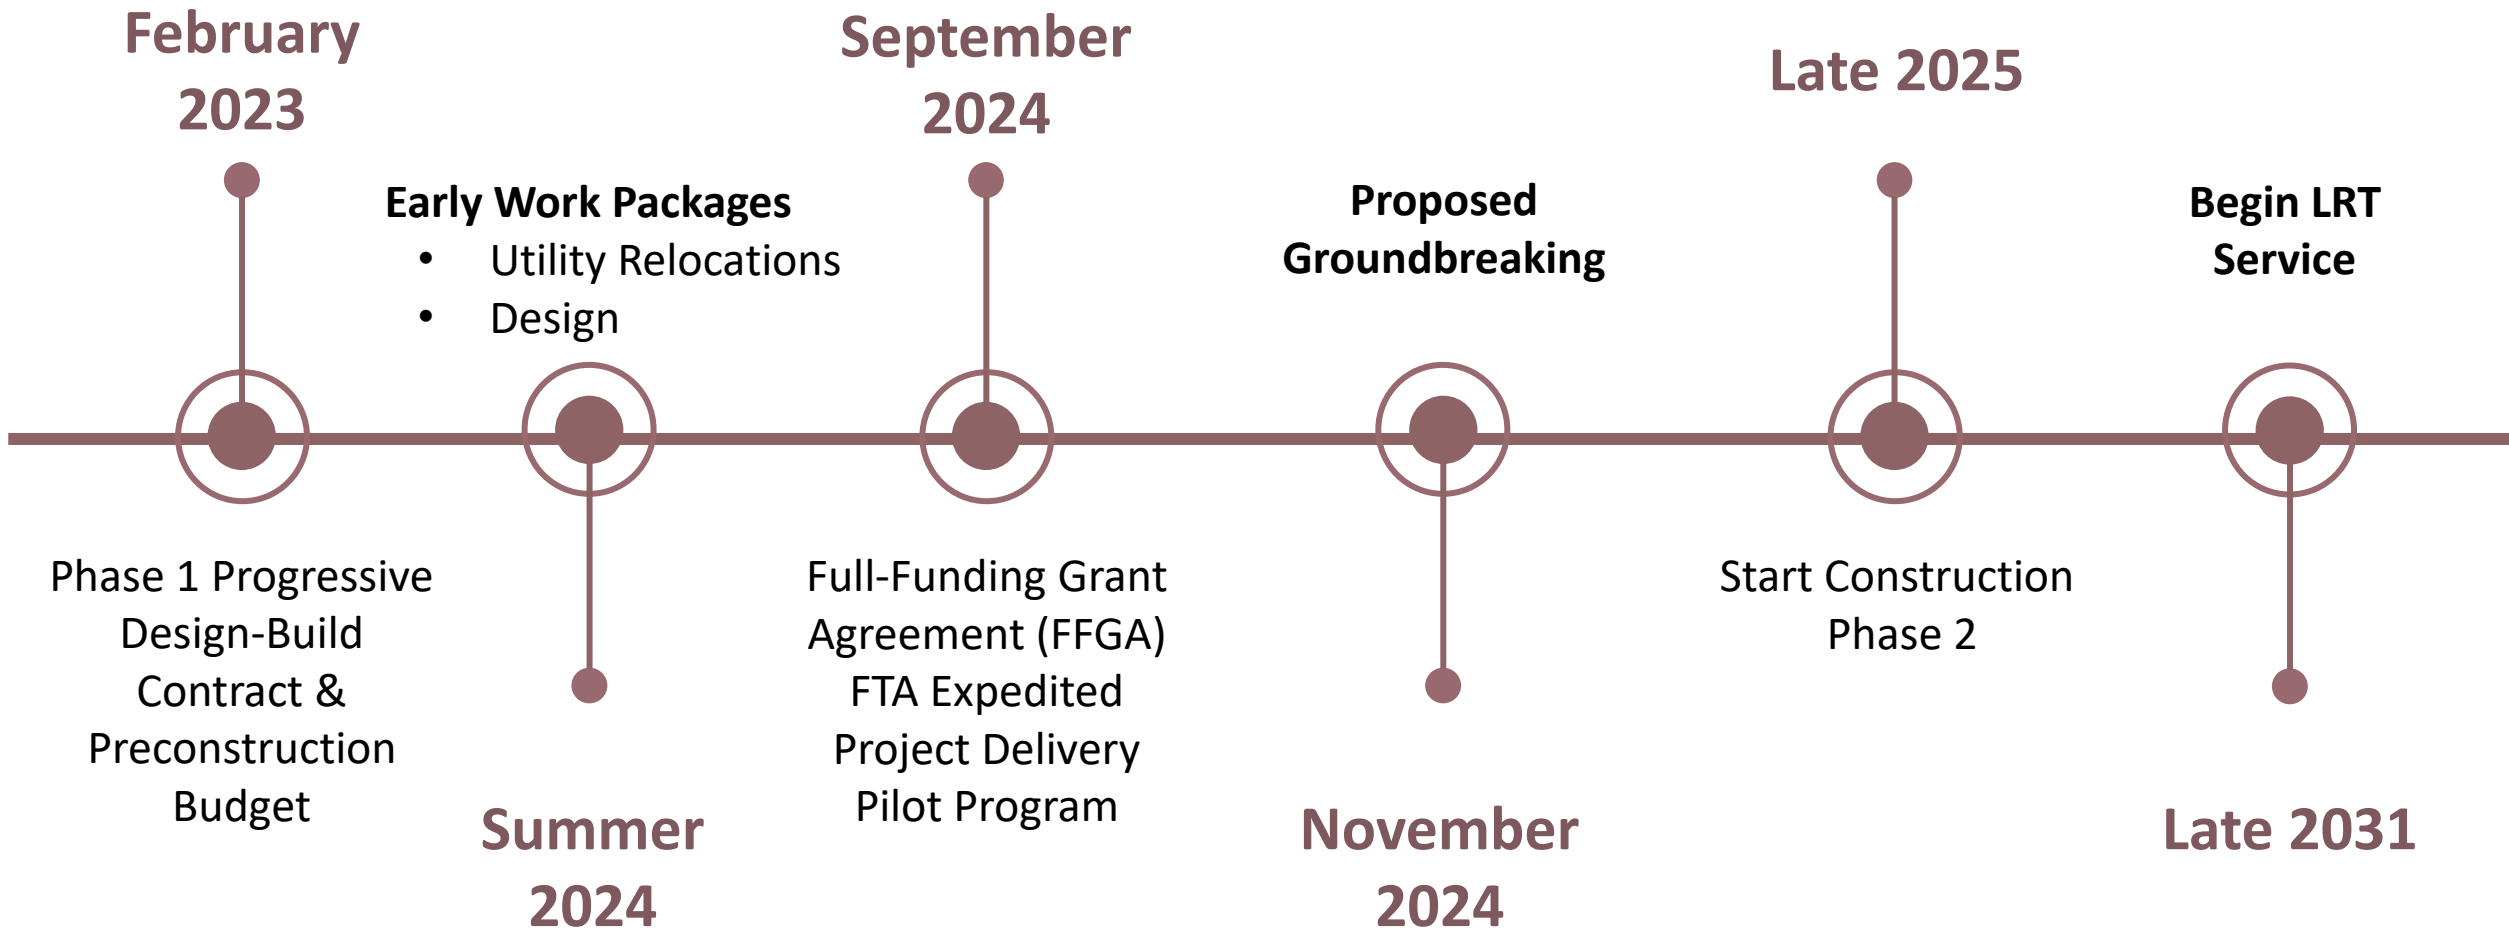 February
2023
Phase 1 Progressive
Design-Build
Contract &
Preconstruction
Budget
Early Work Packages
• Utility Relocations
• Design
Summer
2024
September
2024
Full-Funding Grant
Agreement (FFGA)
FTA Expedited
Project Delivery
Pilot Program
Proposed
Groundbreaking
November
2024
Late 2025
Start Construction
Phase 2
Begin LRT
Service
Late 2031